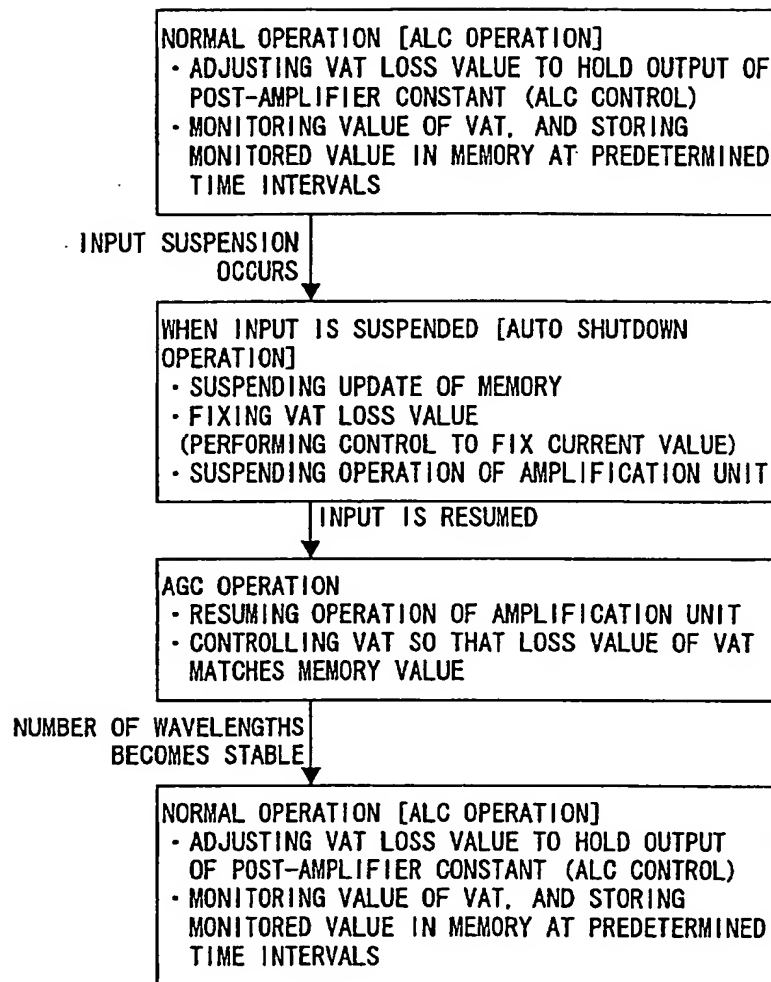 NORMAL OPERATION [ALC OPERATION]
· ADJUSTING VAT LOSS VALUE TO HOLD OUTPUT OF
POST-AMPLIFIER CONSTANT (ALC CONTROL)
· MONITORING VALUE OF VAT, AND STORING
MONITORED VALUE IN MEMORY AT PREDETERMINED
TIME INTERVALS
INPUT SUSPENSION
OCCURS
WHEN INPUT IS SUSPENDED [AUTO SHUTDOWN
OPERATION]
· SUSPENDING UPDATE OF MEMORY
· FIXING VAT LOSS VALUE
(PERFORMING CONTROL TO FIX CURRENT VALUE)
· SUSPENDING OPERATION OF AMPLIFICATION UNIT
INPUT IS RESUMED
AGC OPERATION
· RESUMING OPERATION OF AMPLIFICATION UNIT
· CONTROLLING VAT SO THAT LOSS VALUE OF VAT
MATCHES MEMORY VALUE
NUMBER OF WAVELENGTHS
BECOMES STABLE
NORMAL OPERATION [ALC OPERATION]
· ADJUSTING VAT LOSS VALUE TO HOLD OUTPUT
OF POST-AMPLIFIER CONSTANT (ALC CONTROL)
· MONITORING VALUE OF VAT, AND STORING
MONITORED VALUE IN MEMORY AT PREDETERMINED
TIME INTERVALS